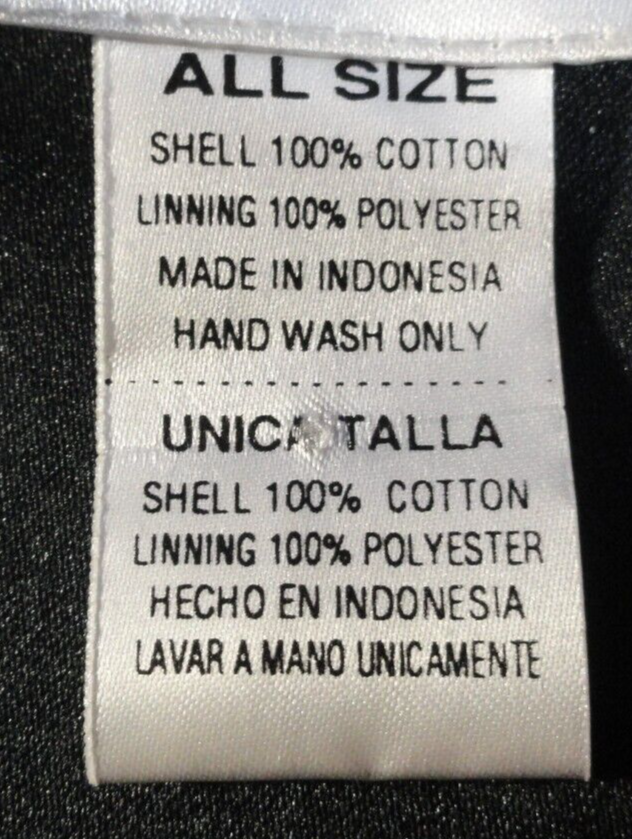 ALL SIZE
SHELL 100% COTTON
LINNING 100% POLYESTER
MADE IN INDONESIA
HAND WASH ONLY
UNICA TALLA
SHELL 100% COTTON
LINNING 100% POLYESTER
HECHO EN INDONESIA
LAVAR A MANO UNICAMENTE